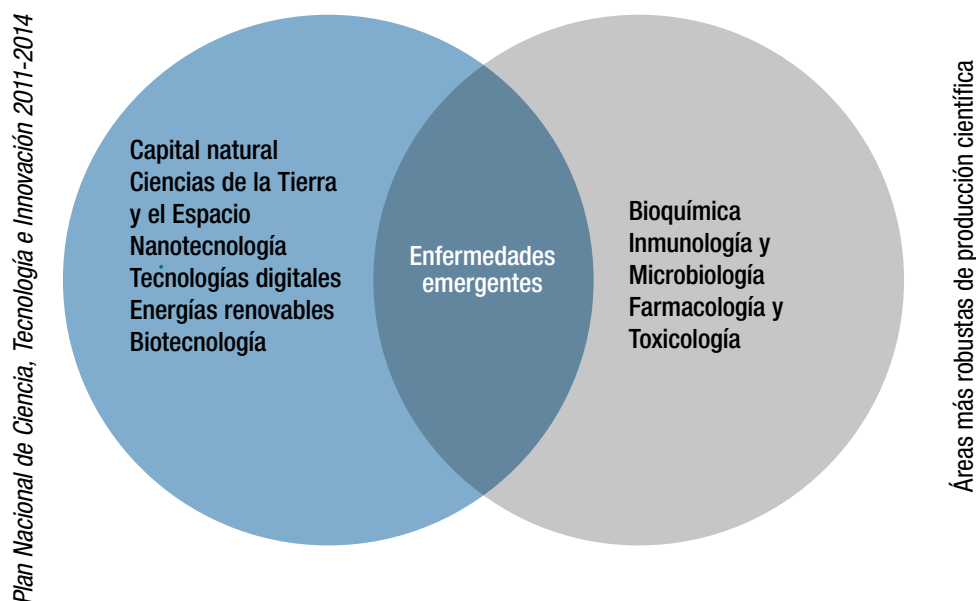 Plan Nacional de Ciencia, Tecnología e Innovación 2011-2014
Capital natural
Ciencias de la Tierra
y el Espacio
Nanotecnología
Tecnologías digitales
Energías renovables
Biotecnología
Enfermedades
emergentes
Bioquímica
Inmunología y
Microbiología
Farmacología y
Toxicología
Áreas más robustas de producción científica